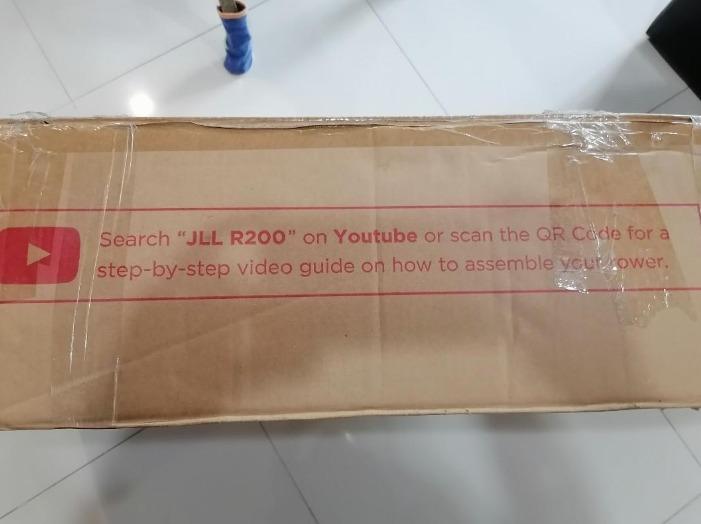 Search "JLL R200" on Youtube or scan the QR Code for a
step-by-step video guide on how to assemble your rower.